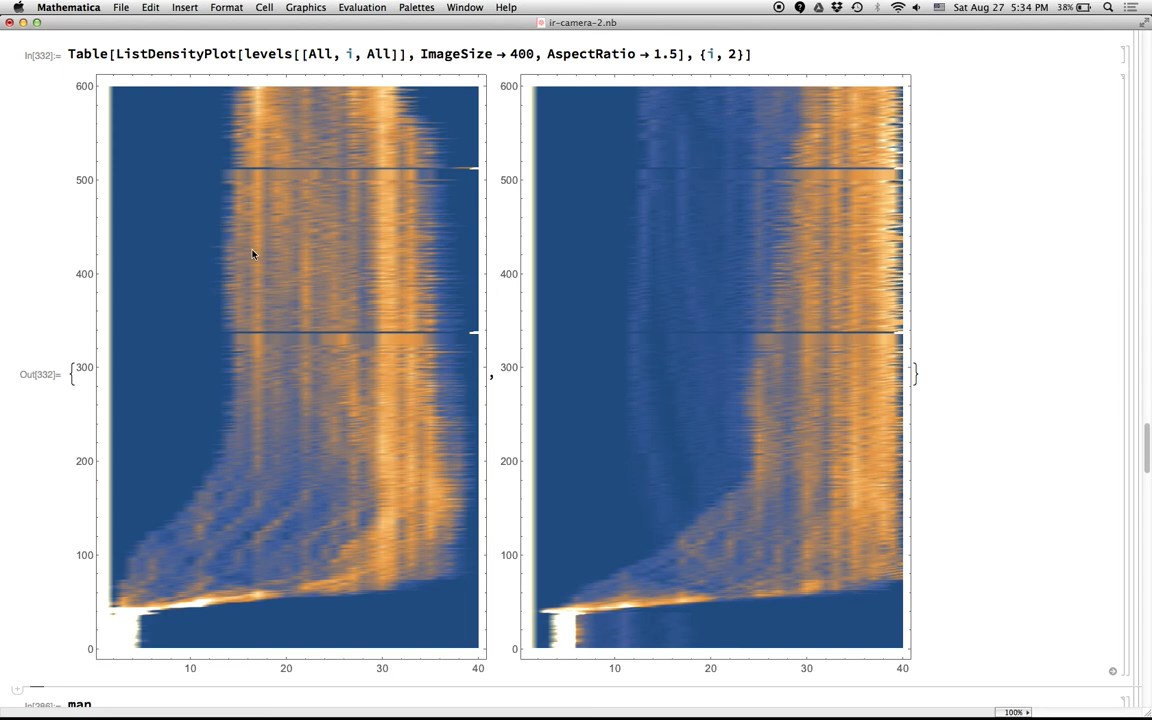 Mathematica File Edit Insert Format Cell Graphics Evaluation Palettes Window Help Sat Aug 27 5:34 PM 38%
ir-camera-2.nb
In[332]:= Table[ListDensityPlot[levels[[All, i, All]], ImageSize → 400, AspectRatio → 1.5], {i, 2}]
600 600
500 500
400 400
300 300
Out[332]= { , }
200 200
100 100
0 0
10 20 30 40 10 20 30 40
In[286]:= map
100%